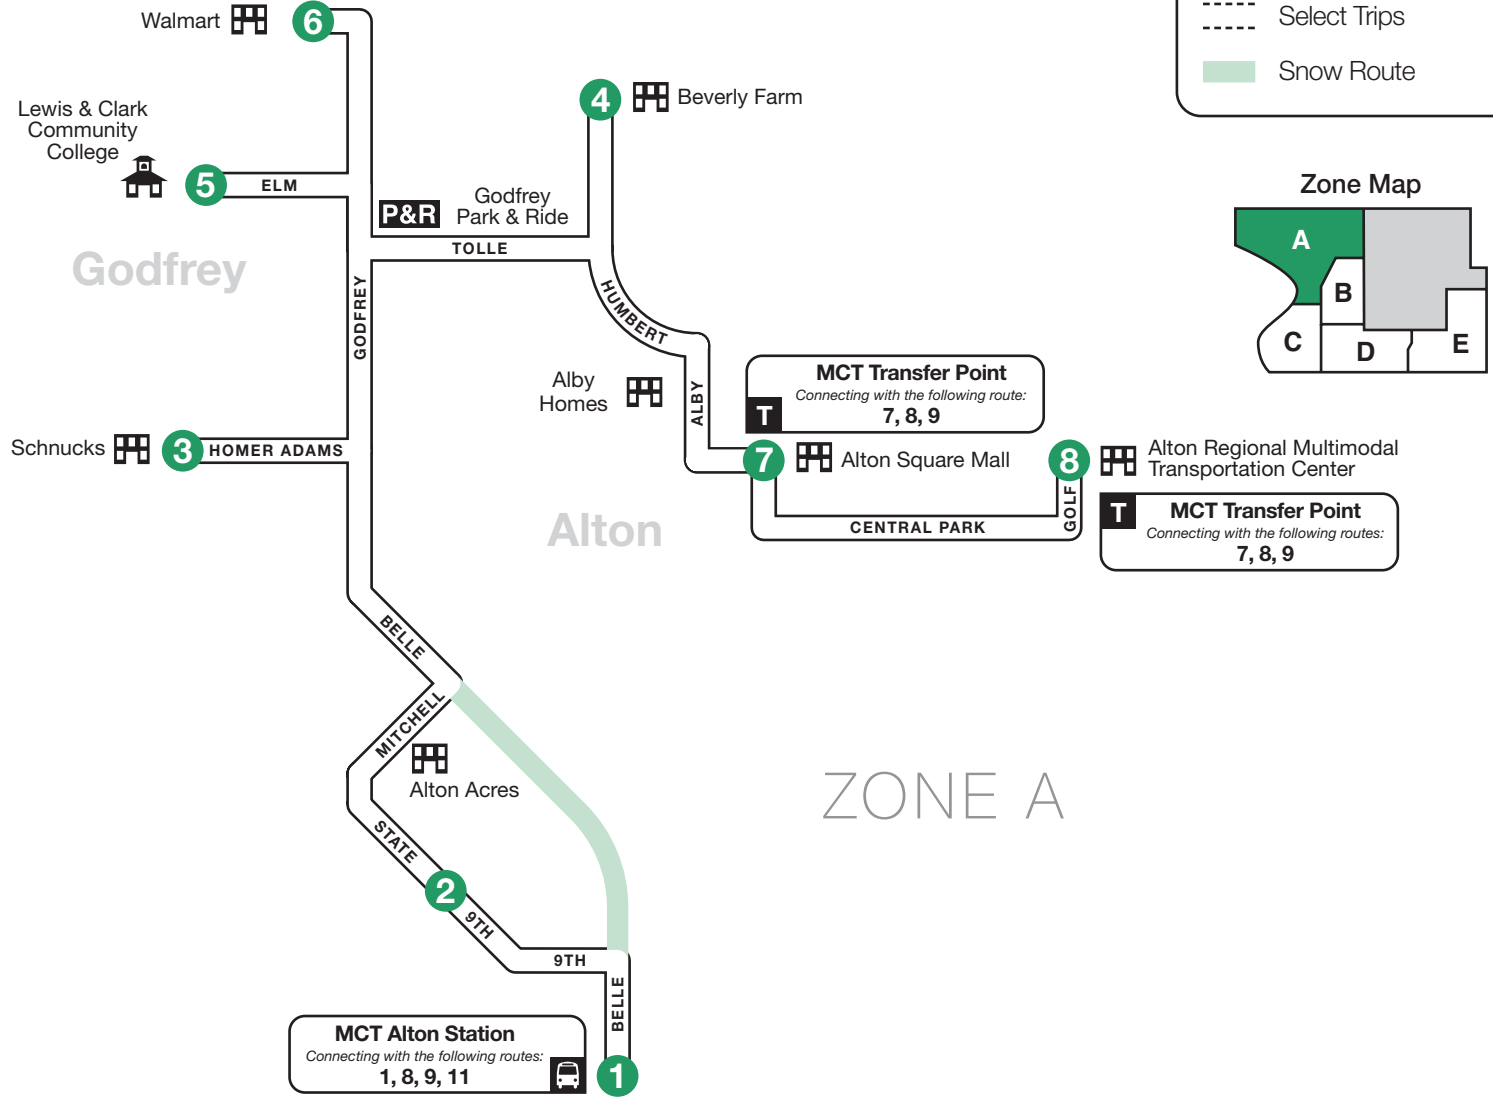 Walmart
6
Select Trips
Snow Route
Lewis & Clark
Community
College
4
Beverly Farm
5
ELM
P&R
Godfrey
Park & Ride
TOLLE
Godfrey
GODFREY
HUMBERT
Zone Map
A
B
C
D
E
Alby
Homes
ALBY
MCT Transfer Point
Connecting with the following route:
7, 8, 9
T
Schnucks
3
HOMER ADAMS
7
Alton Square Mall
8
Alton Regional Multimodal
Transportation Center
GOLF
CENTRAL PARK
T
MCT Transfer Point
Connecting with the following routes:
7, 8, 9
Alton
BELLE
MITCHELL
Alton Acres
ZONE A
STATE
2
9TH
9TH
BELLE
MCT Alton Station
Connecting with the following routes:
1, 8, 9, 11
1